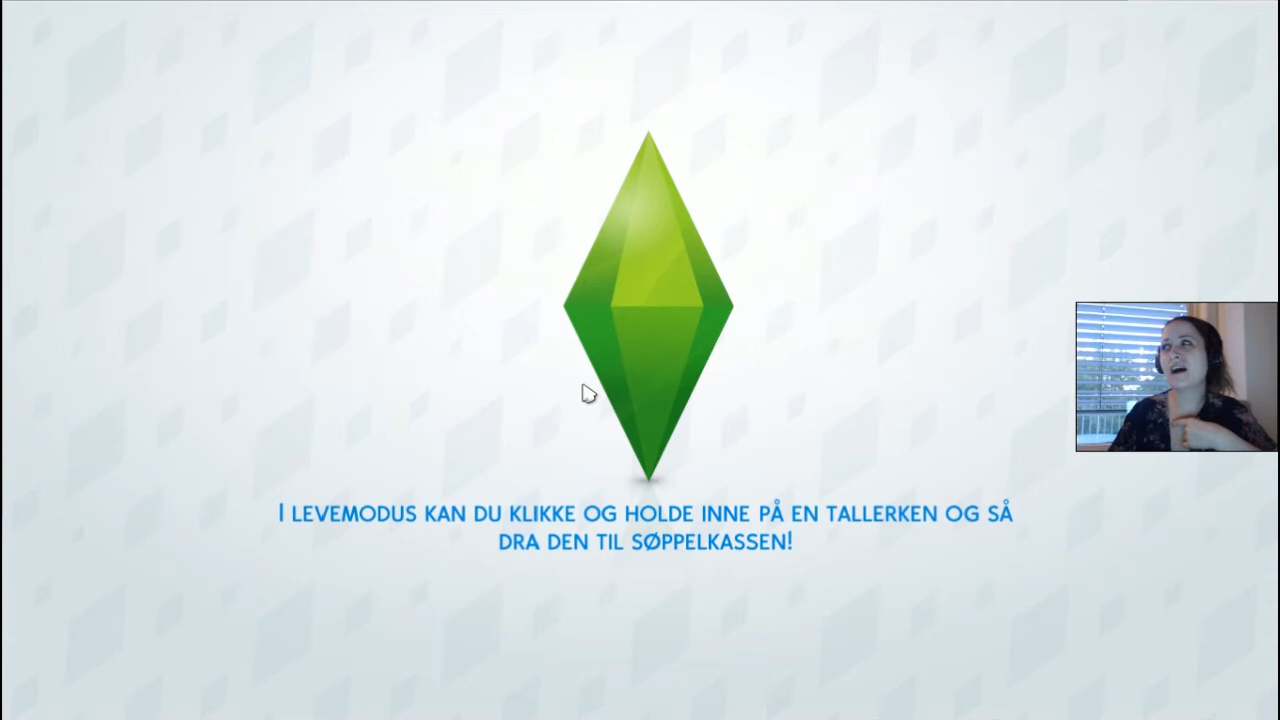 I LEVEMODUS KAN DU KLIKKE OG HOLDE INNE PÅ EN TALLERKEN OG SÅ
DRA DEN TIL SØPPELKASSEN!